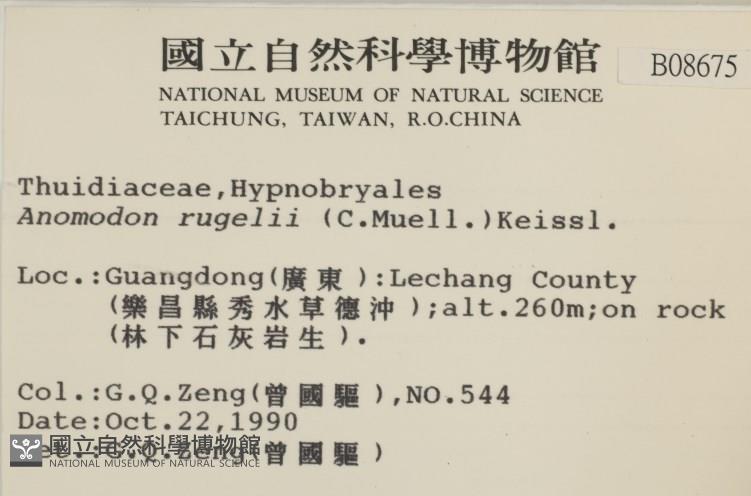 國立自然科學博物館
B08675
NATIONAL MUSEUM OF NATURAL SCIENCE
TAICHUNG, TAIWAN, R.O.CHINA
Thuidiaceae,Hypnobryales
Anomodon rugelii (C.Muell.)Keissl.
Loc.:Guangdong(廣東):Lechang County
(樂昌縣秀水草德沖);alt.260m;on rock
(林下石灰岩生).
Col.:G.Q.Zeng(曾國驅),NO.544
Date:Oct.22,1990
G.Q.Zeng(曾國驅)
國立自然科學博物館
NATIONAL MUSEUM OF NATURAL SCIENCE